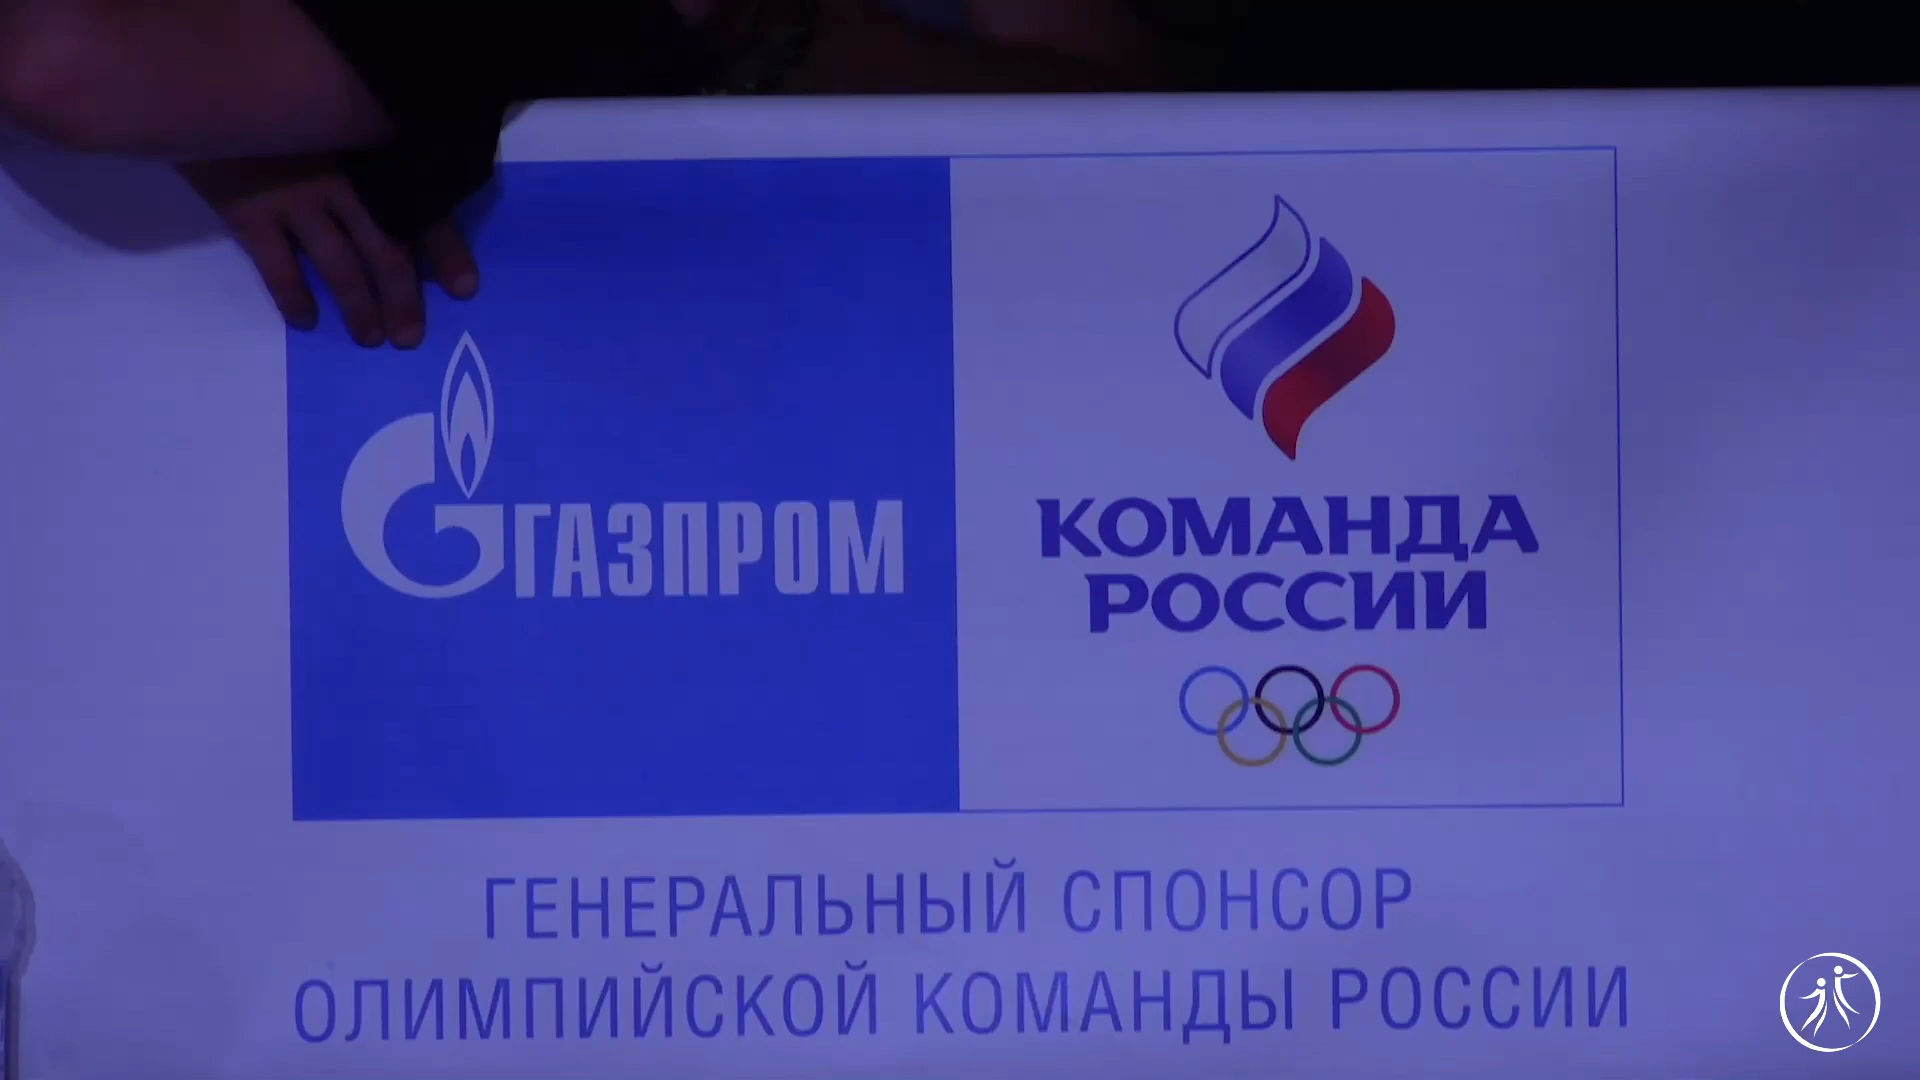 ГАЗПРОМ
КОМАНДА
РОССИИ
ГЕНЕРАЛЬНЫЙ СПОНСОР
ОЛИМПИЙСКОЙ КОМАНДЫ РОССИИ